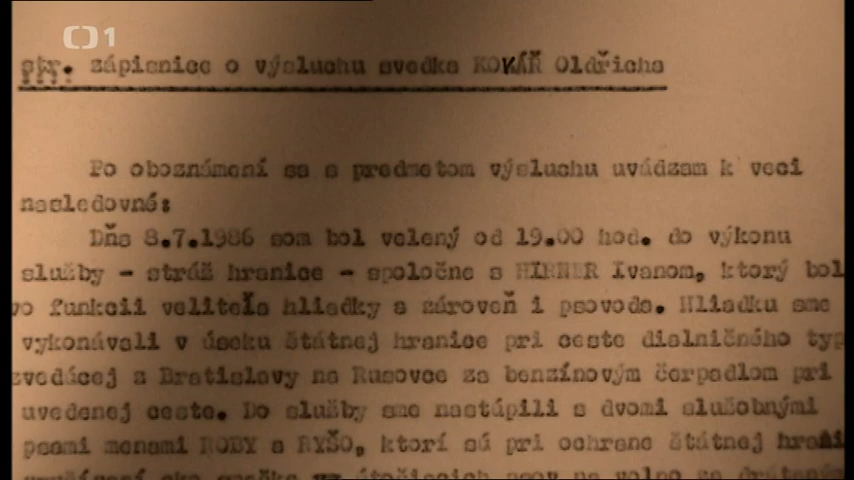 ČT1
str. zápisnice o výsluchu svedka KOVÁŘ Oldřicha
Po oboznámení sa s predmetom výsluchu uvádzam k veci
nasledovné:
Dňa 8.7.1986 som bol velený od 19.00 hod. do výkonu
služby - stráž hranice - spoločne s HIRNER Ivanom, ktorý bol
vo funkcii veliteľa hliadky a zároveň i psovoda. Hliadku sme
vykonávali v úseku štátnej hranice pri ceste dialničného typ
zvedúcej z Bratislavy na Rusovce za benzínovým čerpadlom pri
uvedenej ceste. Do služby sme nastúpili s dvomi služobnými
psami menami ROBY a RYŠO, ktorí sú pri ochrane štátnej hrani